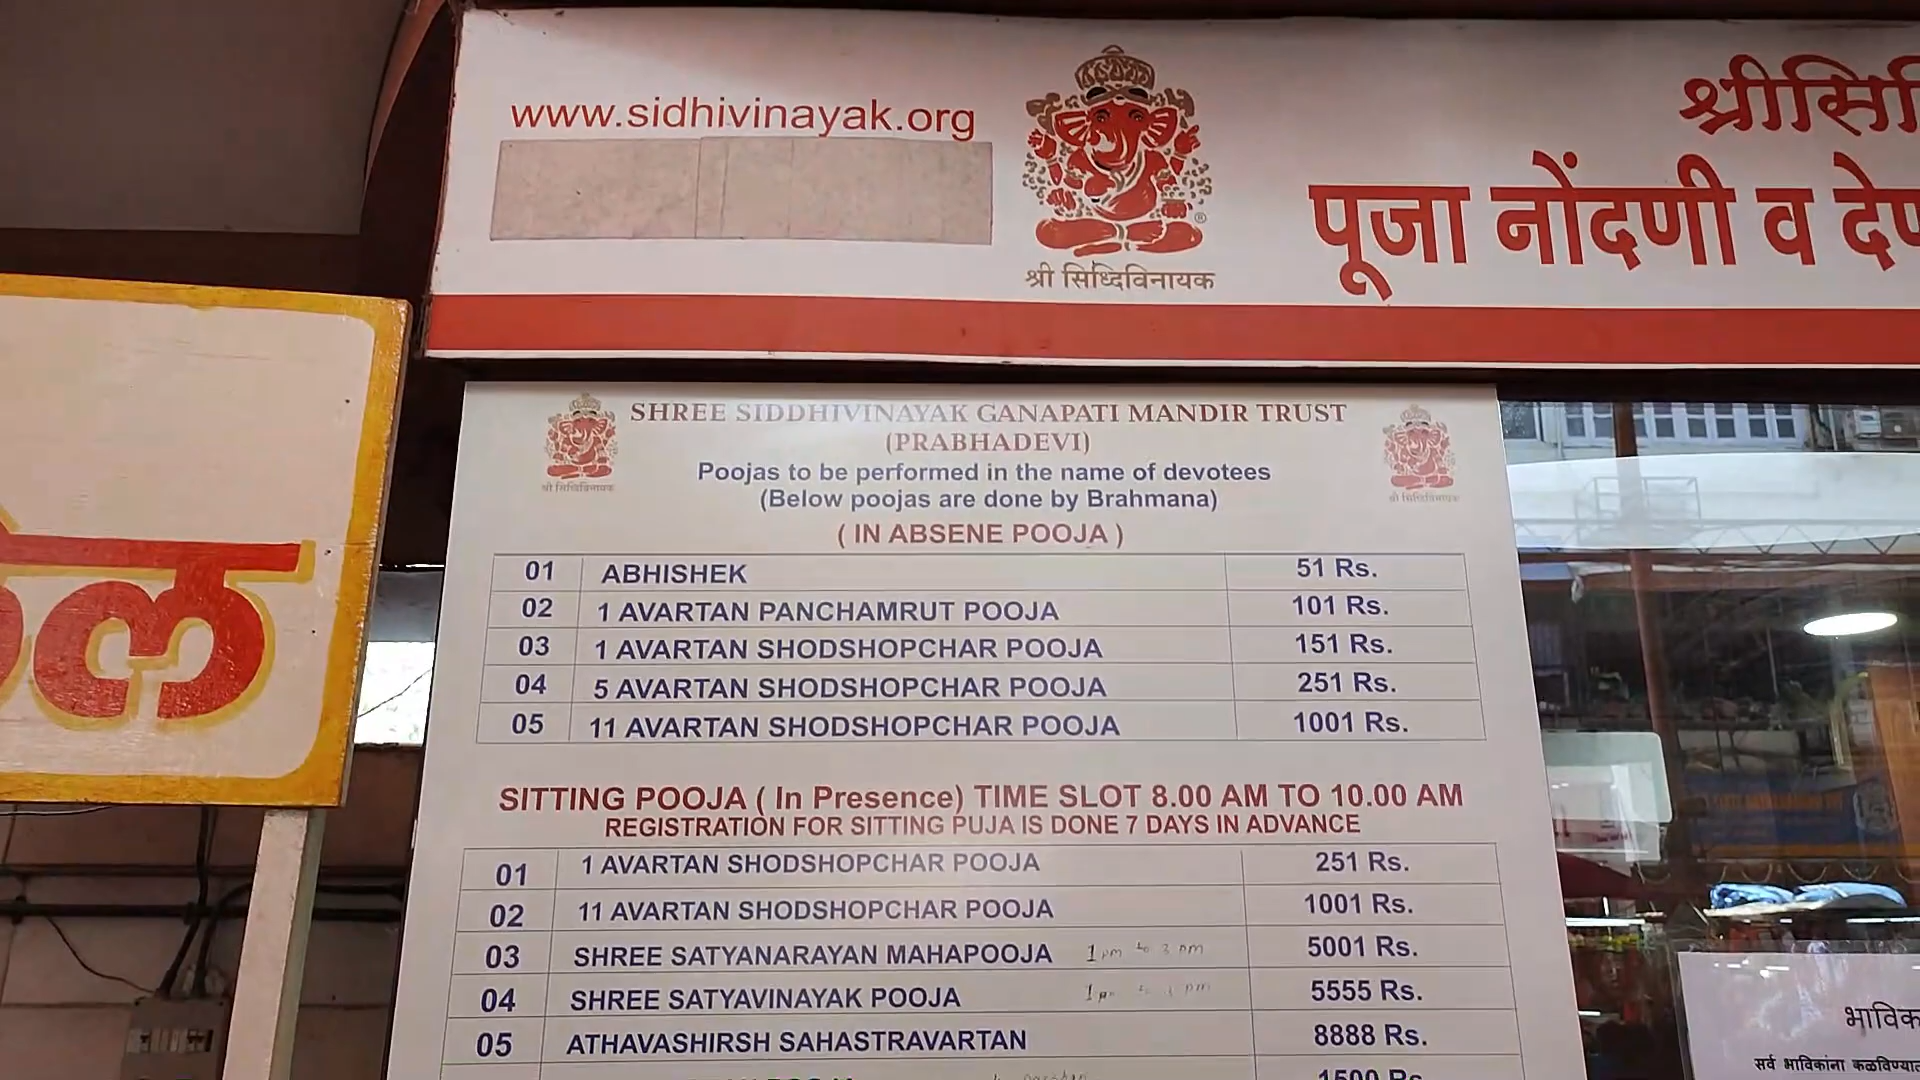 www.sidhivinayak.org
श्री सिध्दिविनायक
पूजा नोंदणी व
SHREE SIDDHIVINAYAK GANAPATI MANDIR TRUST
(PRABHADEVI)
Poojas to be performed in the name of devotees
(Below poojas are done by Brahmana)
( IN ABSENE POOJA )
श्री सिध्दिविनायक
श्री सिध्दिविनायक
01 ABHISHEK 51 Rs.
02 1 AVARTAN PANCHAMRUT POOJA 101 Rs.
03 1 AVARTAN SHODSHOPCHAR POOJA 151 Rs.
04 5 AVARTAN SHODSHOPCHAR POOJA 251 Rs.
05 11 AVARTAN SHODSHOPCHAR POOJA 1001 Rs.
SITTING POOJA ( In Presence) TIME SLOT 8.00 AM TO 10.00 AM
REGISTRATION FOR SITTING PUJA IS DONE 7 DAYS IN ADVANCE
01 1 AVARTAN SHODSHOPCHAR POOJA 251 Rs.
02 11 AVARTAN SHODSHOPCHAR POOJA 1001 Rs.
03 SHREE SATYANARAYAN MAHAPOOJA 1 pm to 3 pm 5001 Rs.
04 SHREE SATYAVINAYAK POOJA 5555 Rs.
05 ATHAVASHIRSH SAHASTRAVARTAN 8888 Rs.
POOJA 1500 Rs.
सर्व भाविकांना